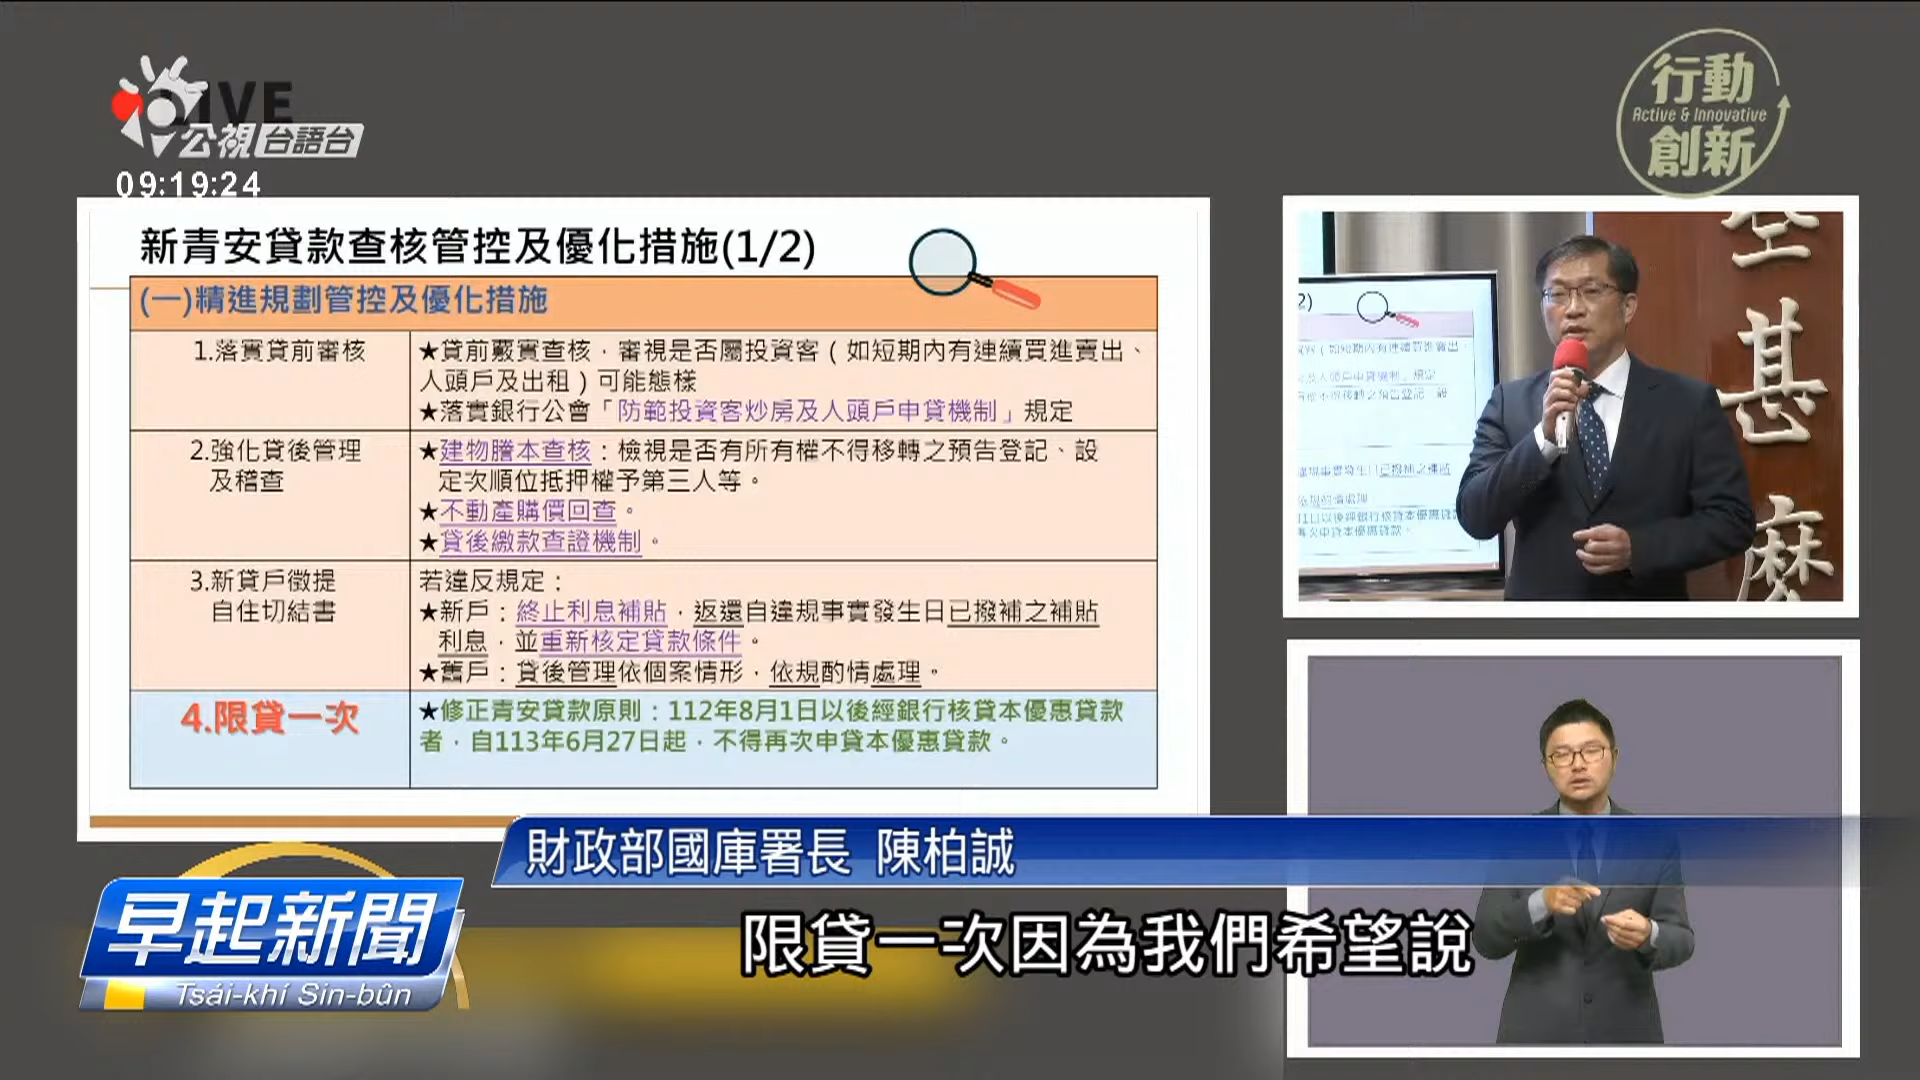 LIVE
公視 台語台
09:19:24
行動
Active & Innovative
創新
新青安貸款查核管控及優化措施(1/2)
(一)精進規劃管控及優化措施
1.落實貸前審核
★貸前覈實查核，審視是否屬投資客（如短期內有連續買進賣出、
人頭戶及出租）可能態樣
★落實銀行公會「防範投資客炒房及人頭戶申貸機制」規定
2.強化貸後管理
及稽查
★建物謄本查核：檢視是否有所有權不得移轉之預告登記、設
定次順位抵押權予第三人等。
★不動產購價回查。
★貸後繳款查證機制。
3.新貸戶徵提
自住切結書
若違反規定：
★新戶：終止利息補貼，返還自違規事實發生日已撥補之補貼
利息，並重新核定貸款條件。
★舊戶：貸後管理依個案情形，依規酌情處理。
4.限貸一次
★修正青安貸款原則：112年8月1日以後經銀行核貸本優惠貸款
者，自113年6月27日起，不得再次申貸本優惠貸款。
2)
甚
麼
財政部國庫署長 陳柏誠
早起新聞
Tsái-khí Sin-bûn
限貸一次因為我們希望說